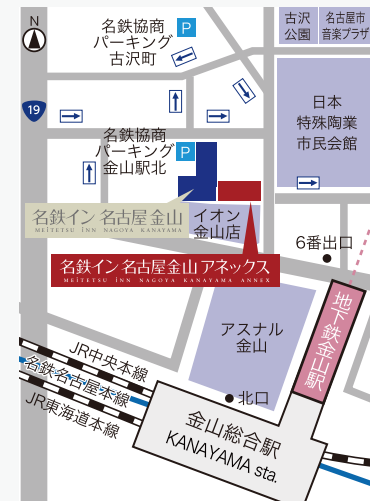 N
19
名鉄協商
パーキング
古沢町
P
古沢
公園
名古屋市
音楽プラザ
日本
特殊陶業
市民会館
名鉄協商
パーキング
金山駅北
P
名鉄イン 名古屋金山
MEITETSU INN NAGOYA KANAYAMA
イオン
金山店
6番出口
名鉄イン 名古屋金山 アネックス
MEITETSU INN NAGOYA KANAYAMA ANNEX
地下鉄金山駅
アスナル
金山
JR中央本線
名鉄名古屋本線
JR東海道本線
北口
金山総合駅
KANAYAMA sta.